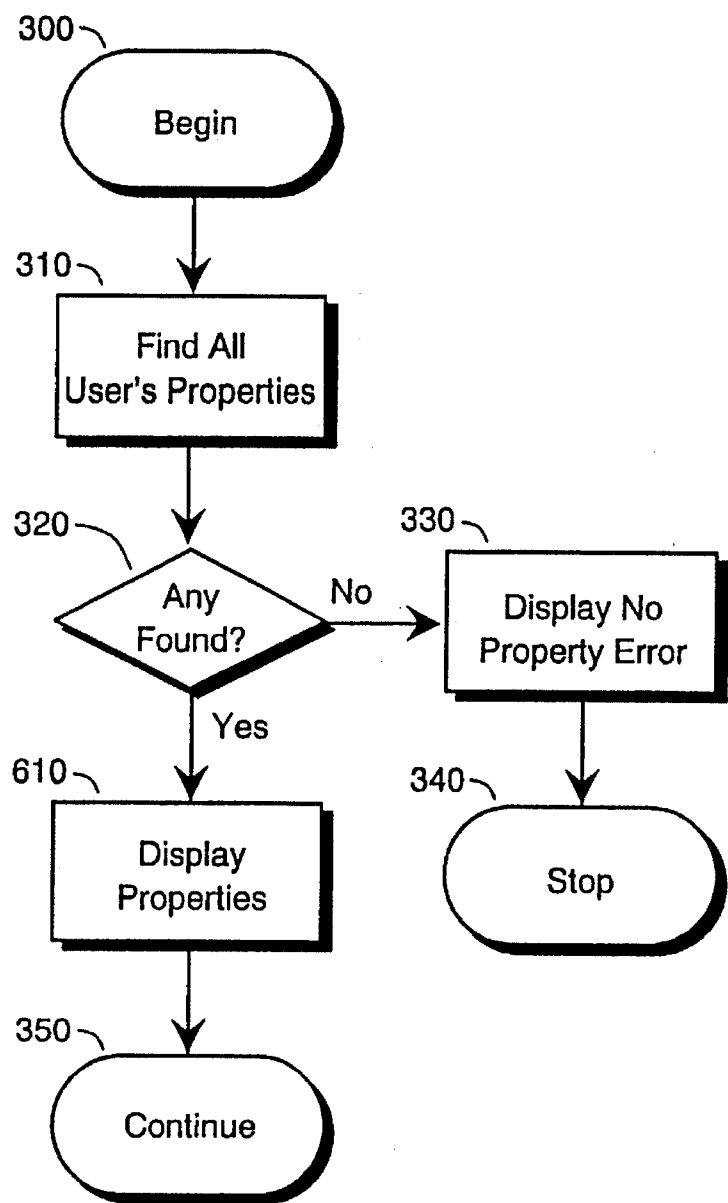 300
Begin
310
Find All
User's Properties
320
Any
Found?
No
330
Display No
Property Error
Yes
340
Stop
610
Display
Properties
350
Continue